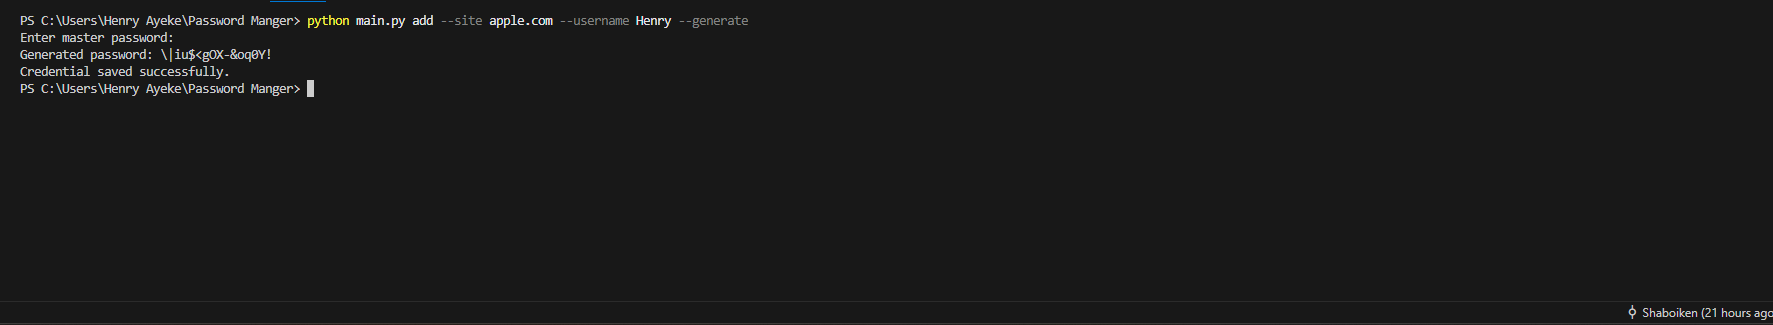 PS C:\Users\Henry Ayeke\Password Manger> python main.py add --site apple.com --username Henry --generate
Enter master password:
Generated password: \|iu$<gOX-&oq0Y!
Credential saved successfully.
PS C:\Users\Henry Ayeke\Password Manger>
Shaboiken (21 hours ago